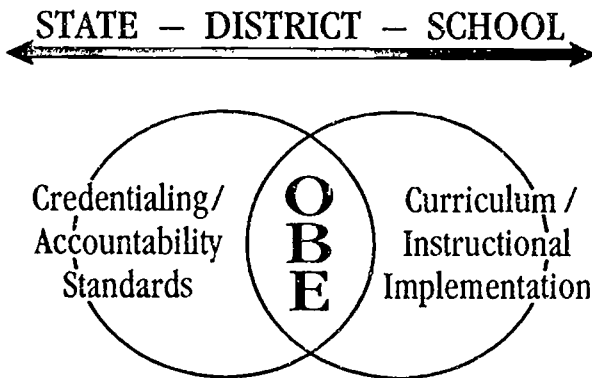 STATE – DISTRICT – SCHOOL
Credentialing/
Accountability
Standards
O
B
E
Curriculum /
Instructional
Implementation